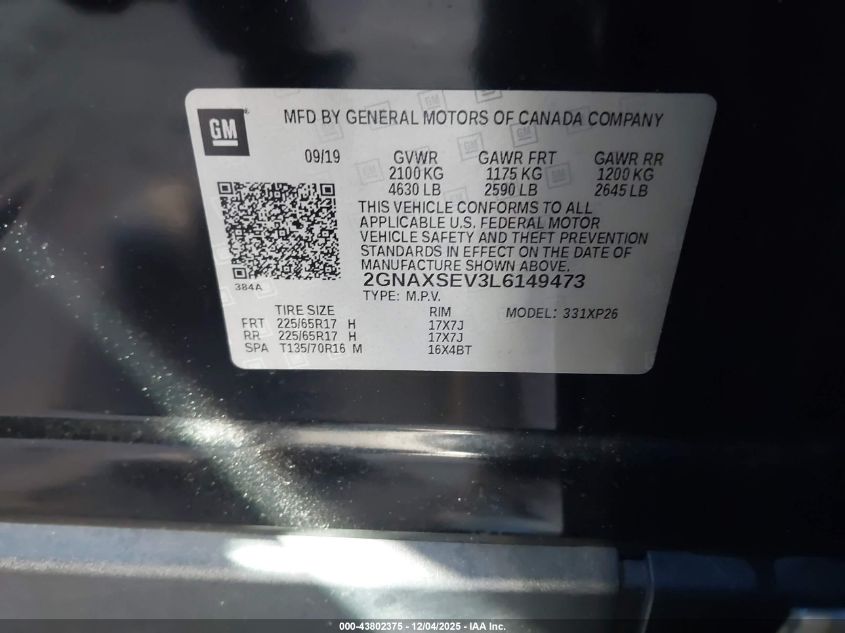 GM
MFD BY GENERAL MOTORS OF CANADA COMPANY
09/19 GVWR GAWR FRT GAWR RR
2100 KG 1175 KG 1200 KG
4630 LB 2590 LB 2645 LB
THIS VEHICLE CONFORMS TO ALL
APPLICABLE U.S. FEDERAL MOTOR
VEHICLE SAFETY AND THEFT PREVENTION
STANDARDS IN EFFECT ON THE DATE OF
MANUFACTURE SHOWN ABOVE.
384A 2GNAXSEV3L6149473
TYPE: M.P.V.
TIRE SIZE RIM MODEL: 331XP26
FRT 225/65R17 H 17X7J
RR 225/65R17 H 17X7J
SPA T135/70R16 M 16X4BT
000-43802375 - 12/04/2025 - IAA Inc.